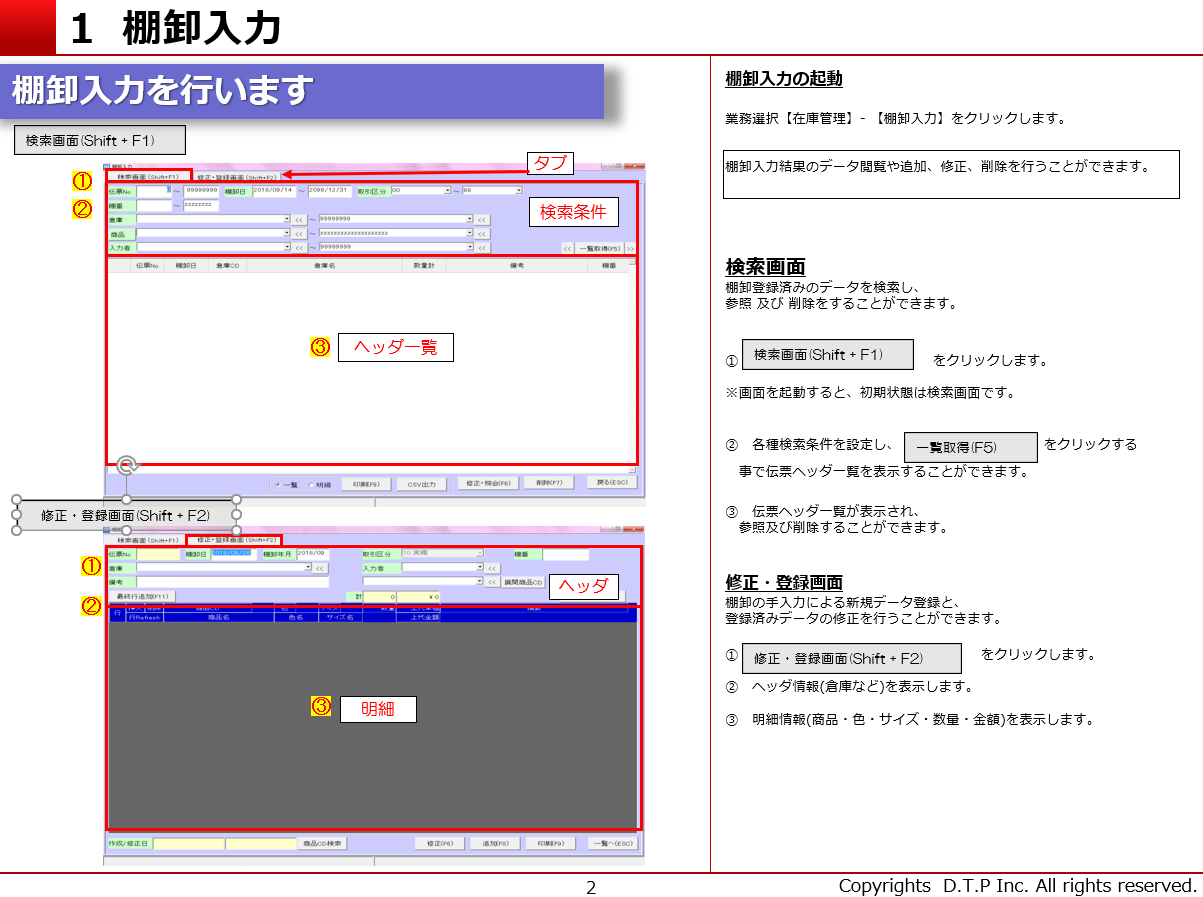 1 棚卸入力
棚卸入力を行います
検索画面(Shift + F1)
棚卸入力
検索画面(Shift+F1) 修正・登録画面(Shift+F2)
タブ
①
伝票No ～ 99999999 棚卸日 2019/09/14 ～ 2099/12/31 取引区分 00 ～ 99
②
棚番 ～ zzzzzzzz
検索条件
倉庫 << ～ 99999999 <<
商品 << ～ zzzzzzzzzzzzzzzzzzzz <<
入力者 << ～ 99999999 << << 一覧取得(F5) >>
伝票No 棚卸日 倉庫CD 倉庫名 数量計 備考 棚番
③ ヘッダ一覧
一覧 明細 印刷(F9) CSV出力 修正・照会(F6) 削除(F7) 戻る(ESC)
修正・登録画面(Shift + F2)
検索画面(Shift+F1) 修正・登録画面(Shift+F2)
伝票No 棚卸日 棚卸年月 2018/09 取引区分 10 実棚 棚番
①
倉庫 << 入力者 <<
備考 << 展開商品CD
ヘッダ
最終行追加(F11) 計 0 ￥0
②
行 商品CD 色 サイズ 数量 上代単価 備考
行Refresh 商品名 色名 サイズ名 上代金額
③ 明細
作成/修正日 商品CD検索 修正(F6) 追加(F8) 印刷(F9) 一覧へ(ESC)
棚卸入力の起動
業務選択【在庫管理】-【棚卸入力】をクリックします。
棚卸入力結果のデータ閲覧や追加、修正、削除を行うことができます。
検索画面
棚卸登録済みのデータを検索し、
参照 及び 削除をすることができます。
① 検索画面(Shift + F1) をクリックします。
※画面を起動すると、初期状態は検索画面です。
② 各種検索条件を設定し、 一覧取得(F5) をクリックする
事で伝票ヘッダ一覧を表示することができます。
③ 伝票ヘッダ一覧が表示され、
参照及び削除することができます。
修正・登録画面
棚卸の手入力による新規データ登録と、
登録済みデータの修正を行うことができます。
① 修正・登録画面(Shift + F2) をクリックします。
② ヘッダ情報(倉庫など)を表示します。
③ 明細情報(商品・色・サイズ・数量・金額)を表示します。
2
Copyrights D.T.P Inc. All rights reserved.